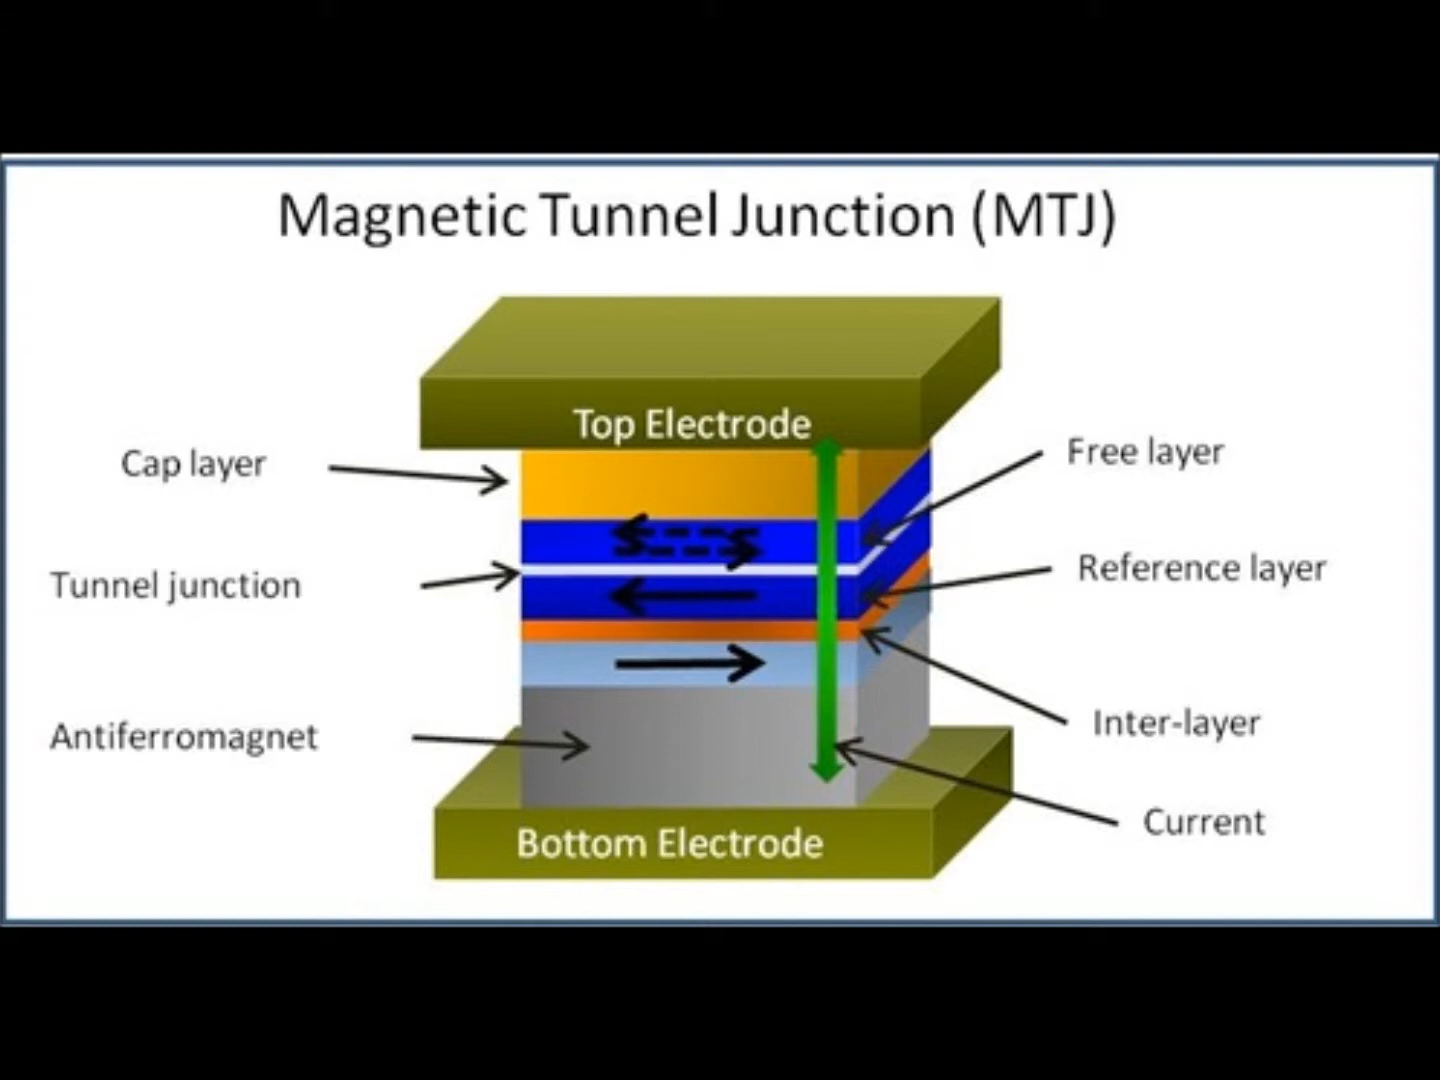 Magnetic Tunnel Junction (MTJ)
Top Electrode
Cap layer
Free layer
Tunnel junction
Reference layer
Antiferromagnet
Inter-layer
Current
Bottom Electrode